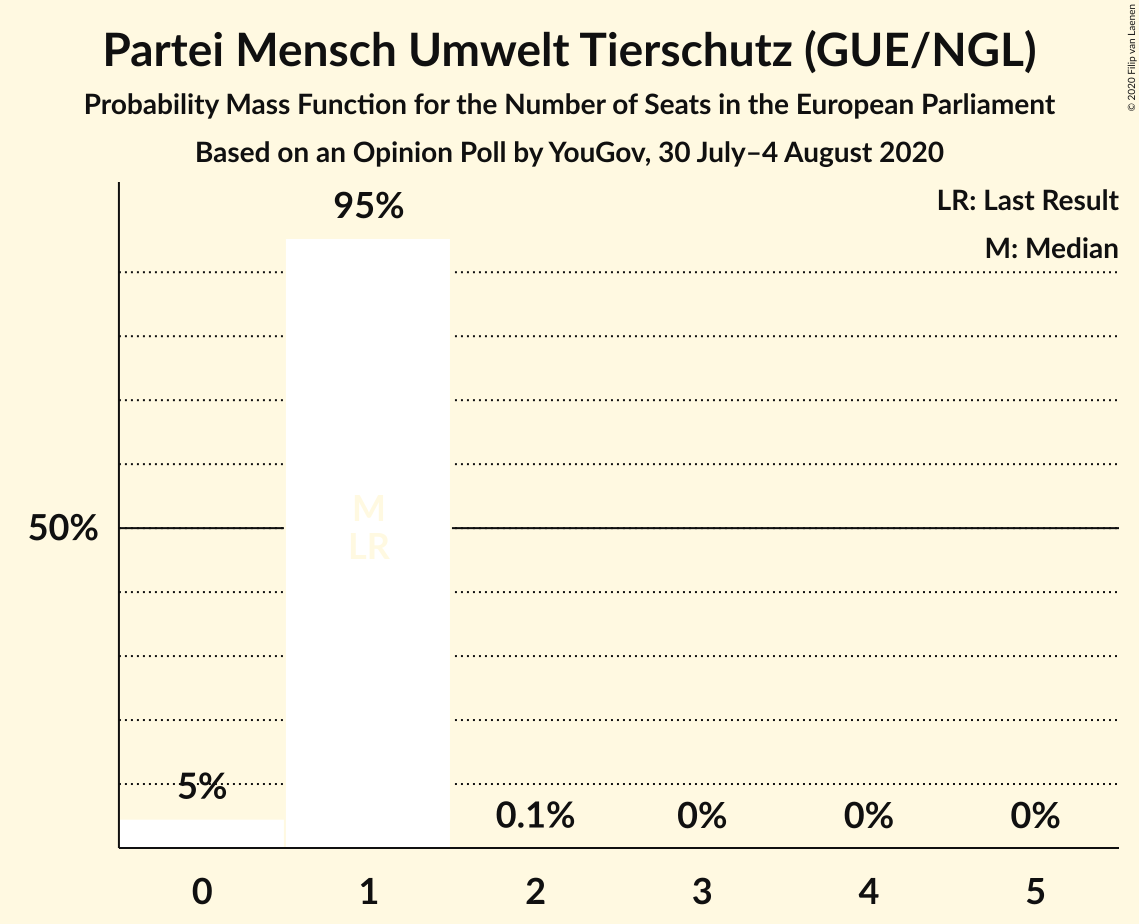 Partei Mensch Umwelt Tierschutz (GUE/NGL)
Probability Mass Function for the Number of Seats in the European Parliament
Based on an Opinion Poll by YouGov, 30 July–4 August 2020
© 2020 Filip van Laenen
LR: Last Result
M: Median
95%
50%
M
LR
5%
0.1%
0%
0%
0%
0
1
2
3
4
5